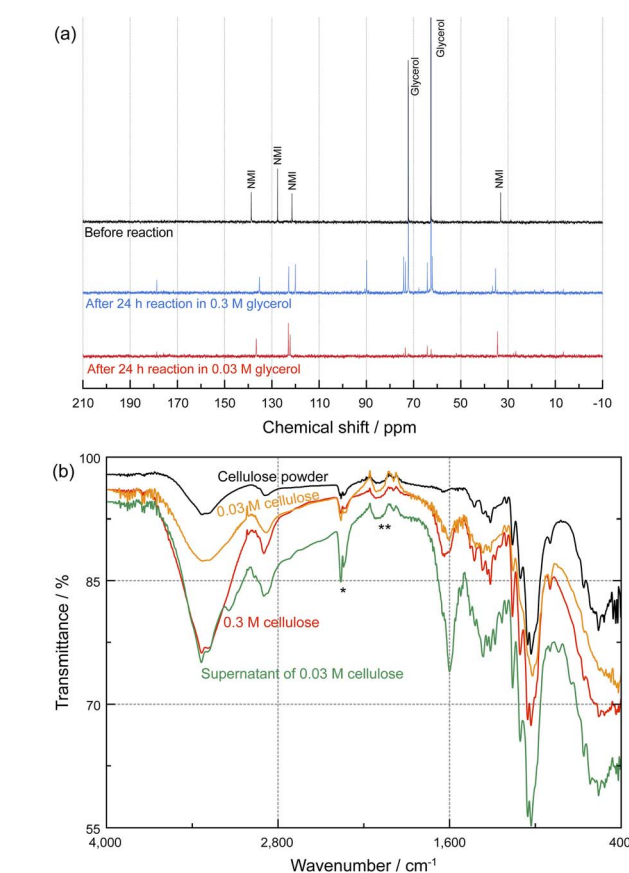 (a)
Glycerol
Glycerol
NMI
NMI
NMI
NMI
Before reaction
After 24 h reaction in 0.3 M glycerol
After 24 h reaction in 0.03 M glycerol
210 190 170 150 130 110 90 70 50 30 10 -10
Chemical shift / ppm
(b)
100
Cellulose powder
0.03 M cellulose
**
85
*
0.3 M cellulose
Supernatant of 0.03 M cellulose
Transmittance / %
70
55
4,000 2,800 1,600 400
Wavenumber / cm-1